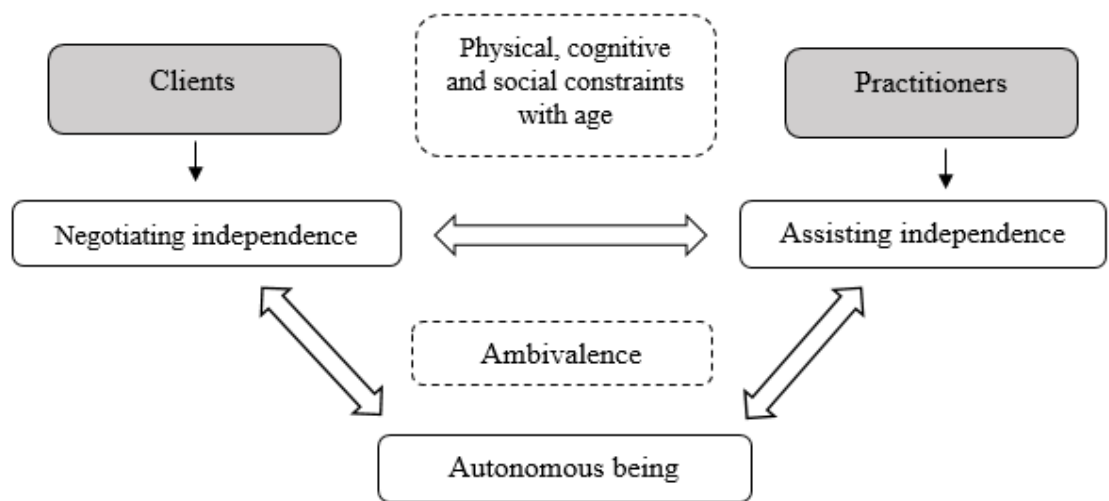 Clients
Physical, cognitive
and social constraints
with age
Practitioners
Negotiating independence
Assisting independence
Ambivalence
Autonomous being